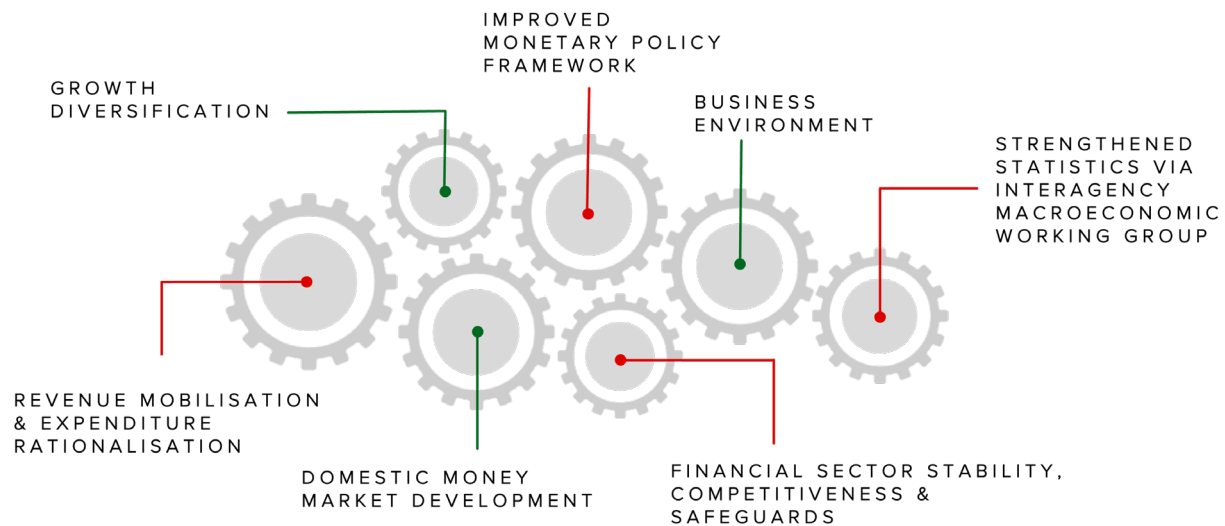 IMPROVED
MONETARY POLICY
FRAMEWORK
GROWTH
DIVERSIFICATION
BUSINESS
ENVIRONMENT
STRENGTHENED
STATISTICS VIA
INTERAGENCY
MACROECONOMIC
WORKING GROUP
REVENUE MOBILISATION
& EXPENDITURE
RATIONALISATION
DOMESTIC MONEY
MARKET DEVELOPMENT
FINANCIAL SECTOR STABILITY,
COMPETITIVENESS &
SAFEGUARDS